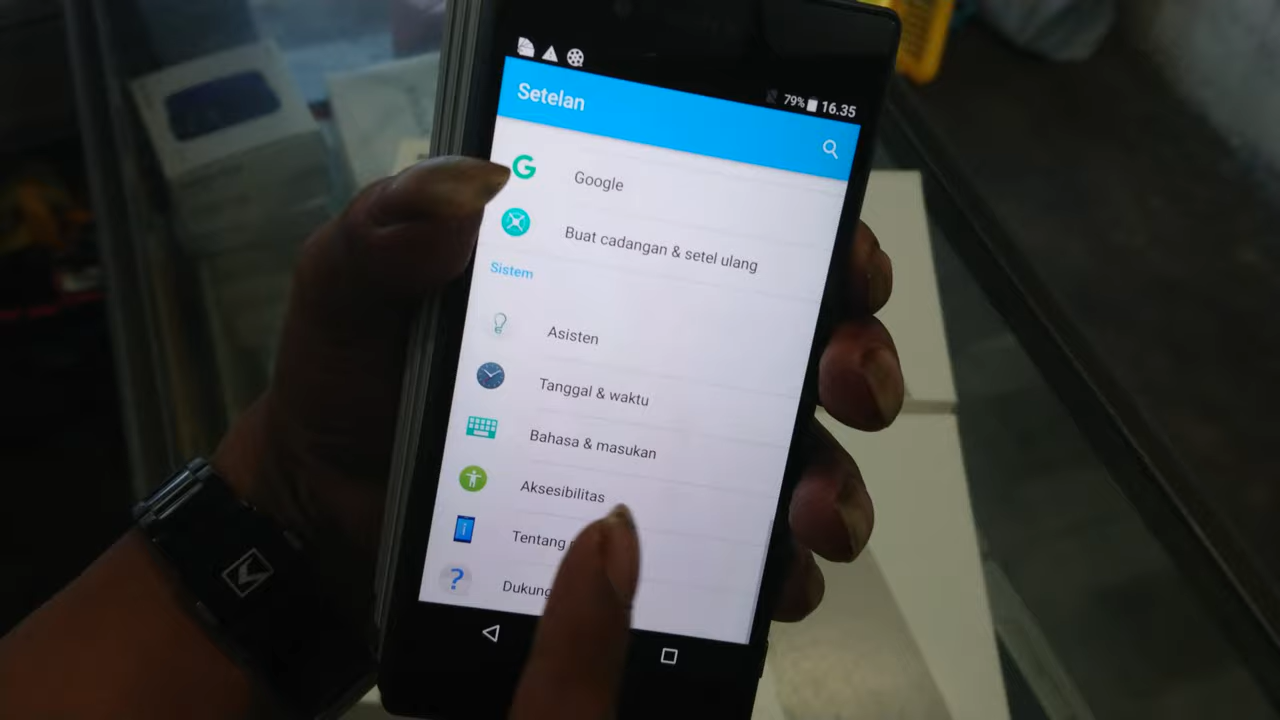 79% 16.35
Setelan
Google
Buat cadangan & setel ulang
Sistem
Asisten
Tanggal & waktu
Bahasa & masukan
Aksesibilitas
Tentang